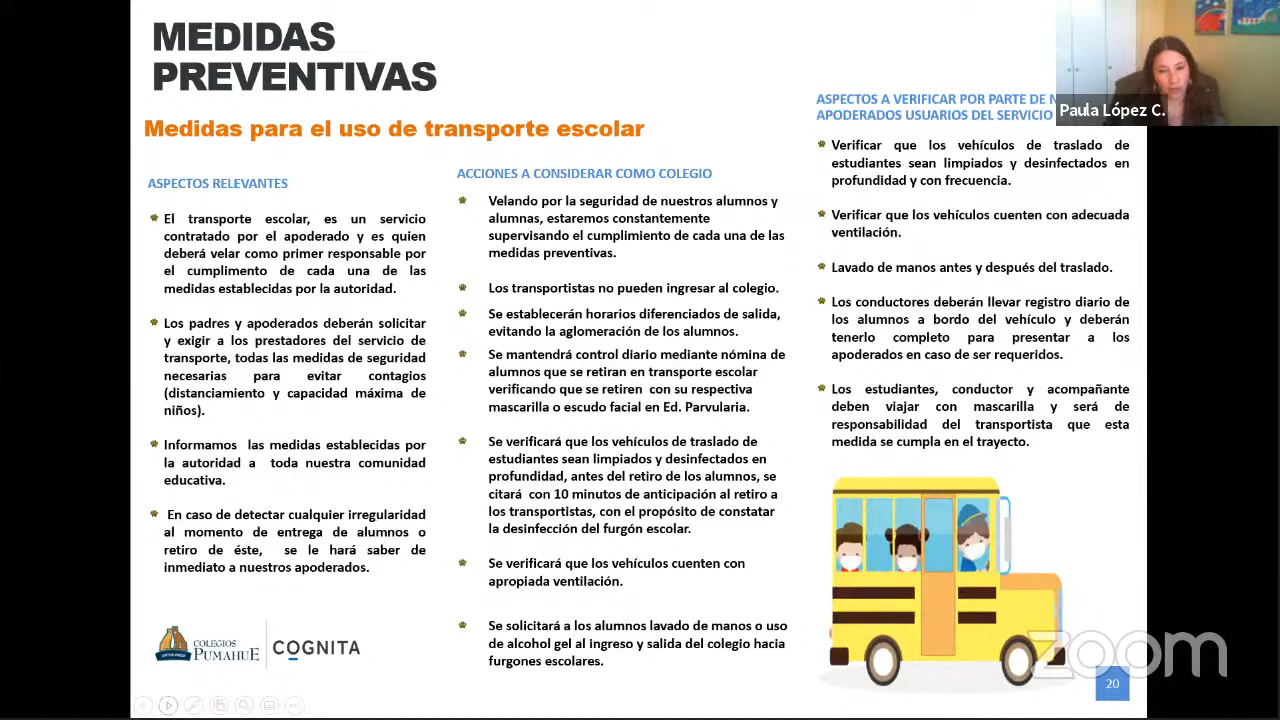 MEDIDAS
PREVENTIVAS
Medidas para el uso de transporte escolar
ASPECTOS RELEVANTES
El transporte escolar, es un servicio
contratado por el apoderado y es quien
deberá velar como primer responsable por
el cumplimento de cada una de las
medidas establecidas por la autoridad.
Los padres y apoderados deberán solicitar
y exigir a los prestadores del servicio de
transporte, todas las medidas de seguridad
necesarias para evitar contagios
(distanciamiento y capacidad máxima de
niños).
Informamos las medidas establecidas por
la autoridad a toda nuestra comunidad
educativa.
En caso de detectar cualquier irregularidad
al momento de entrega de alumnos o
retiro de éste, se le hará saber de
inmediato a nuestros apoderados.
COLEGIOS
PUMAHUE
COGNITA
ACCIONES A CONSIDERAR COMO COLEGIO
Velando por la seguridad de nuestros alumnos y
alumnas, estaremos constantemente
supervisando el cumplimiento de cada una de las
medidas preventivas.
Los transportistas no pueden ingresar al colegio.
Se establecerán horarios diferenciados de salida,
evitando la aglomeración de los alumnos.
Se mantendrá control diario mediante nómina de
alumnos que se retiran en transporte escolar
verificando que se retiren con su respectiva
mascarilla o escudo facial en Ed. Parvularia.
Se verificará que los vehículos de traslado de
estudiantes sean limpiados y desinfectados en
profundidad, antes del retiro de los alumnos, se
citará con 10 minutos de anticipación al retiro a
los transportistas, con el propósito de constatar
la desinfección del furgón escolar.
Se verificará que los vehículos cuenten con
apropiada ventilación.
Se solicitará a los alumnos lavado de manos o uso
de alcohol gel al ingreso y salida del colegio hacia
furgones escolares.
ASPECTOS A VERIFICAR POR PARTE DE
APODERADOS USUARIOS DEL SERVICIO
Paula López C.
Verificar que los vehículos de traslado de
estudiantes sean limpiados y desinfectados en
profundidad y con frecuencia.
Verificar que los vehículos cuenten con adecuada
ventilación.
Lavado de manos antes y después del traslado.
Los conductores deberán llevar registro diario de
los alumnos a bordo del vehículo y deberán
tenerlo completo para presentar a los
apoderados en caso de ser requeridos.
Los estudiantes, conductor y acompañante
deben viajar con mascarilla y será de
responsabilidad del transportista que esta
medida se cumpla en el trayecto.
zoom
20